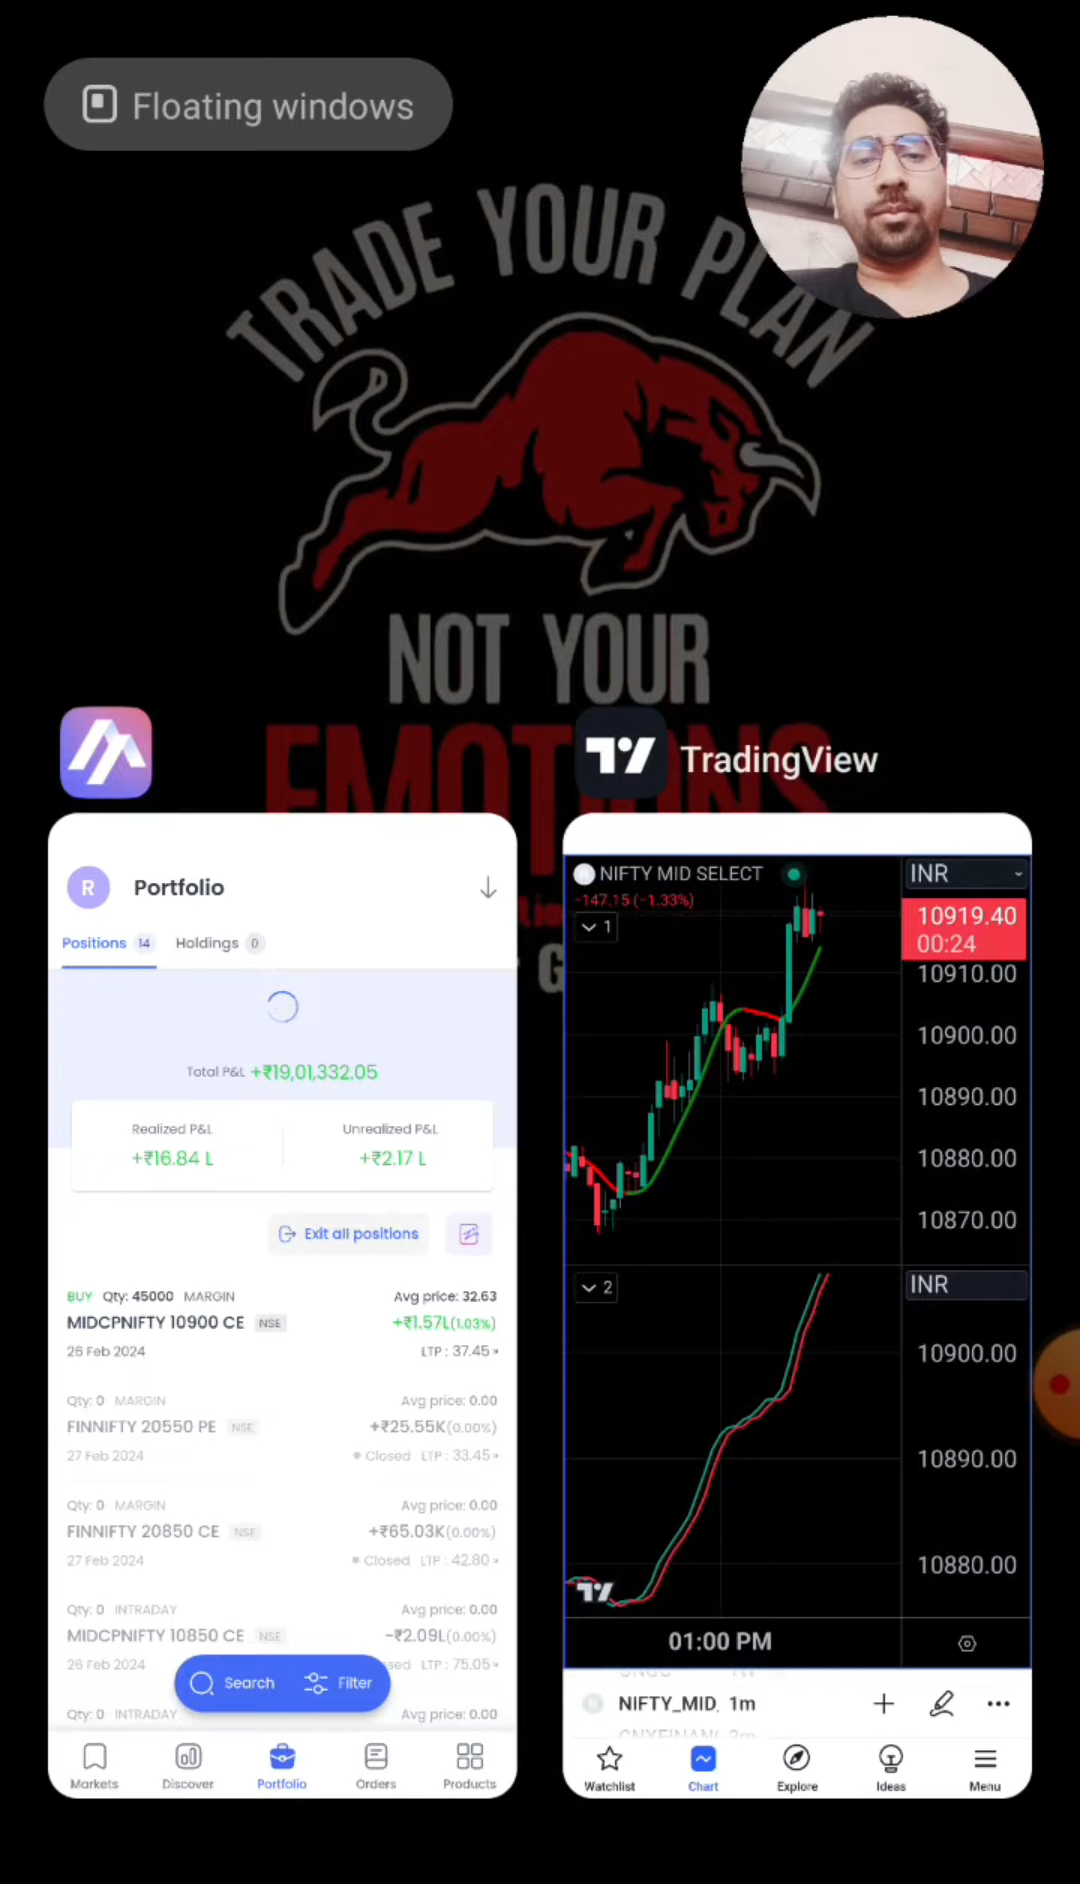 Floating windows
TRADE YOUR PLAN
NOT YOUR
EMOTIONS
TradingView
R Portfolio
Positions 14 Holdings 0
Total P&L +₹19,01,332.05
Realized P&L Unrealized P&L
+₹16.84 L +₹2.17 L
Exit all positions
BUY Qty: 45000 MARGIN Avg price: 32.63
MIDCPNIFTY 10900 CE NSE +₹1.57L(1.03%)
26 Feb 2024 LTP : 37.45
Qty: 0 MARGIN Avg price: 0.00
FINNIFTY 20550 PE NSE +₹25.55K(0.00%)
27 Feb 2024 Closed LTP : 33.45
Qty: 0 MARGIN Avg price: 0.00
FINNIFTY 20850 CE NSE +₹65.03K(0.00%)
27 Feb 2024 Closed LTP : 42.80
Qty: 0 INTRADAY Avg price: 0.00
MIDCPNIFTY 10850 CE NSE -₹2.09L(0.00%)
26 Feb 2024 sed LTP : 75.05
Search Filter
Qty: 0 INTRADAY Avg price: 0.00
Markets Discover Portfolio Orders Products
NIFTY MID SELECT INR
-147.15 (-1.33%)
1
10919.40
00:24
10910.00
10900.00
10890.00
10880.00
10870.00
2 INR
10900.00
10890.00
10880.00
01:00 PM
NIFTY_MID, 1m
Watchlist Chart Explore Ideas Menu